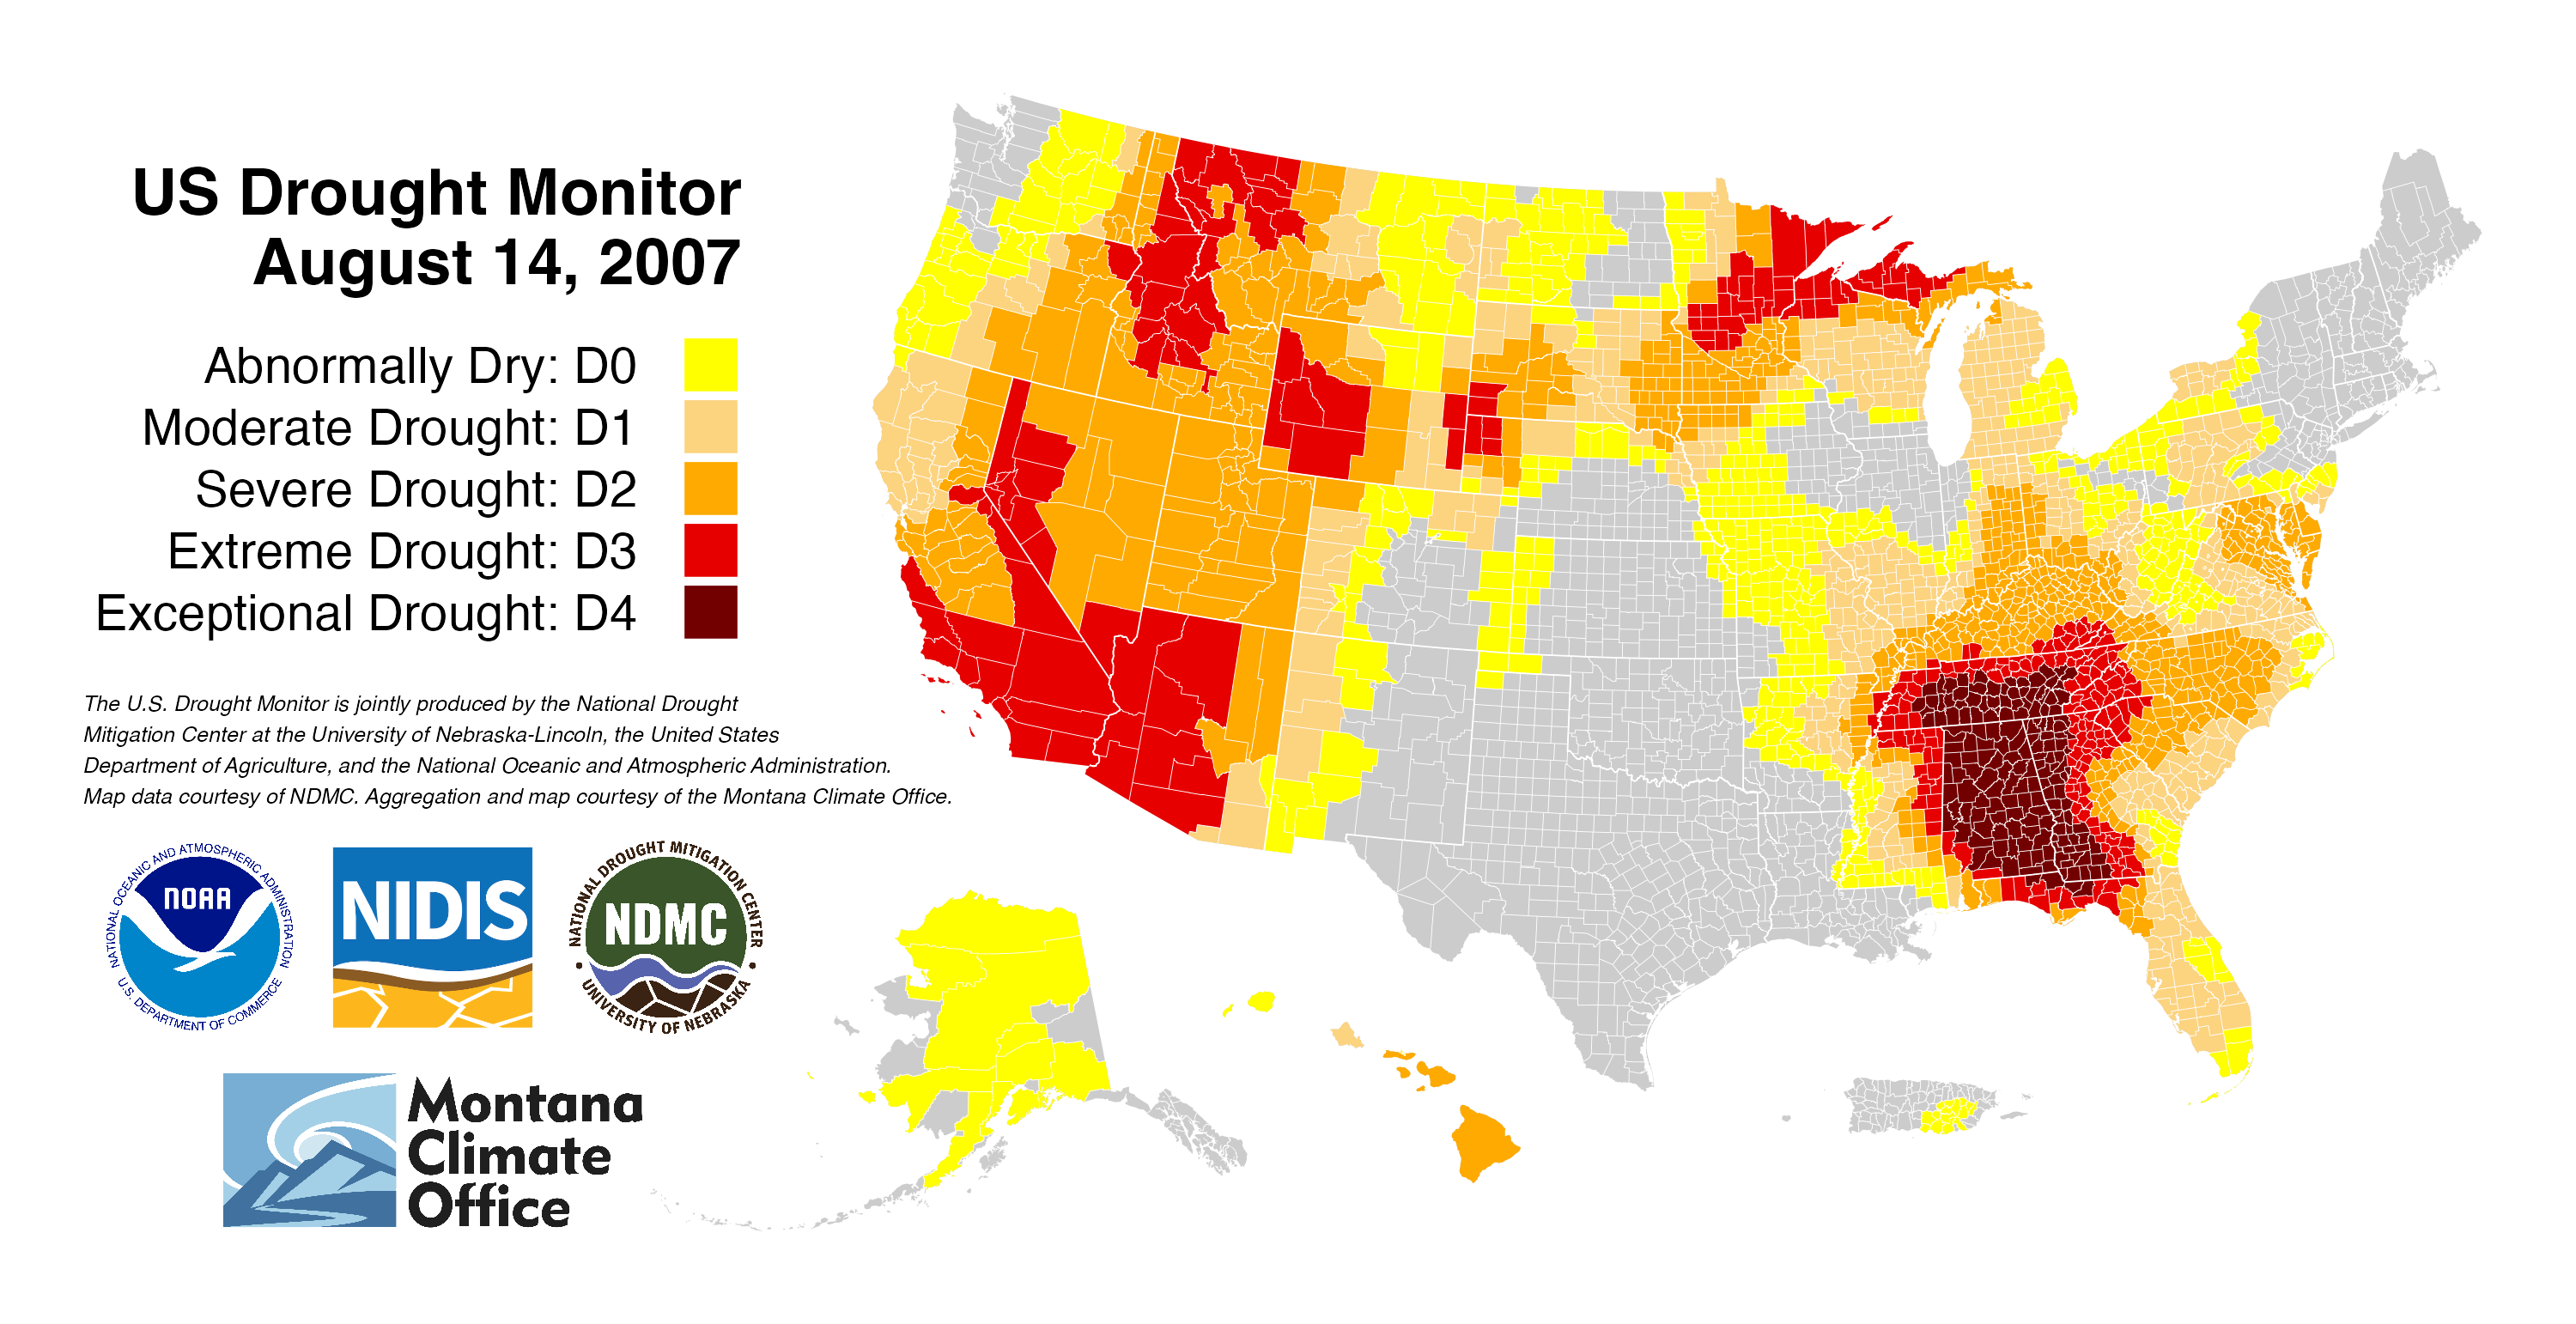 US Drought Monitor
August 14, 2007
Abnormally Dry: D0
Moderate Drought: D1
Severe Drought: D2
Extreme Drought: D3
Exceptional Drought: D4
The U.S. Drought Monitor is jointly produced by the National Drought
Mitigation Center at the University of Nebraska-Lincoln, the United States
Department of Agriculture, and the National Oceanic and Atmospheric Administration.
Map data courtesy of NDMC. Aggregation and map courtesy of the Montana Climate Office.
NATIONAL OCEANIC AND ATMOSPHERIC ADMINISTRATION
NOAA
U.S. DEPARTMENT OF COMMERCE
NIDIS
NATIONAL DROUGHT MITIGATION CENTER
NDMC
UNIVERSITY OF NEBRASKA
Montana
Climate
Office